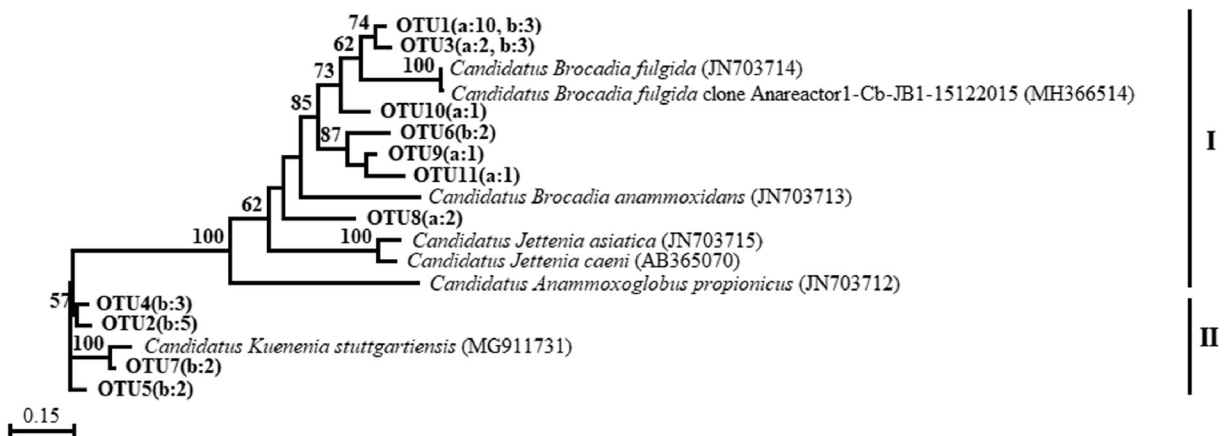 74
OTU1(a:10, b:3)
62
OTU3(a:2, b:3)
100
Candidatus Brocadia fulgida (JN703714)
73
Candidatus Brocadia fulgida clone Anareactor1-Cb-JB1-15122015 (MH366514)
85
OTU10(a:1)
87
OTU6(b:2)
I
OTU9(a:1)
OTU11(a:1)
Candidatus Brocadia anammoxidans (JN703713)
62
OTU8(a:2)
100
100
Candidatus Jettenia asiatica (JN703715)
Candidatus Jettenia caeni (AB365070)
Candidatus Anammoxoglobus propionicus (JN703712)
57
OTU4(b:3)
OTU2(b:5)
II
100
Candidatus Kuenenia stuttgartiensis (MG911731)
OTU7(b:2)
OTU5(b:2)
0.15